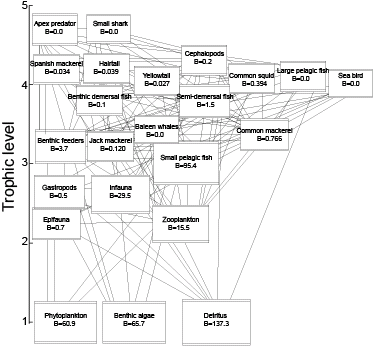 5
Apex predator
B=0.0
Small shark
B=0.0
Cephalopods
B=0.2
Spanish mackerel
B=0.034
Hairtail
B=0.039
Yellowtail
B=0.027
Common squid
B=0.394
Large pelagic fish
B=0.0
Sea bird
B=0.0
4
Benthic demersal fish
B=0.1
Semi-demersal fish
B=1.5
Baleen whales
B=0.0
Common mackerel
B=0.766
Benthic feeders
B=3.7
Jack mackerel
B=0.120
Small pelagic fish
B=95.4
3
Trophic level
Gastropods
B=0.5
Infauna
B=29.5
Epifauna
B=0.7
Zooplankton
B=15.5
2
Phytoplankton
B=60.9
Benthic algae
B=65.7
Detritus
B=137.3
1